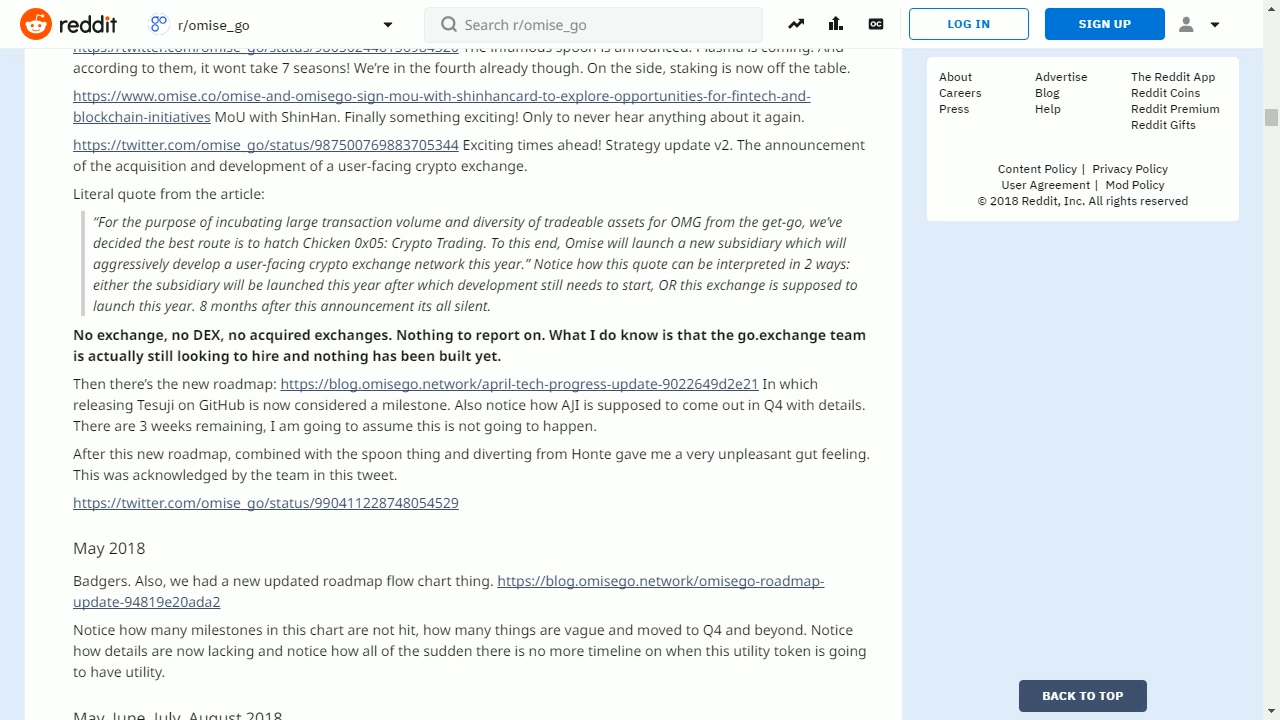 reddit
r/omise_go
Search r/omise_go
LOG IN
SIGN UP
according to them, it wont take 7 seasons! We’re in the fourth already though. On the side, staking is now off the table.
https://www.omise.co/omise-and-omisego-sign-mou-with-shinhancard-to-explore-opportunities-for-fintech-and-
blockchain-initiatives MoU with ShinHan. Finally something exciting! Only to never hear anything about it again.
https://twitter.com/omise_go/status/987500769883705344 Exciting times ahead! Strategy update v2. The announcement
of the acquisition and development of a user-facing crypto exchange.
Literal quote from the article:
“For the purpose of incubating large transaction volume and diversity of tradeable assets for OMG from the get-go, we’ve
decided the best route is to hatch Chicken 0x05: Crypto Trading. To this end, Omise will launch a new subsidiary which will
aggressively develop a user-facing crypto exchange network this year.” Notice how this quote can be interpreted in 2 ways:
either the subsidiary will be launched this year after which development still needs to start, OR this exchange is supposed to
launch this year. 8 months after this announcement its all silent.
No exchange, no DEX, no acquired exchanges. Nothing to report on. What I do know is that the go.exchange team
is actually still looking to hire and nothing has been built yet.
Then there’s the new roadmap: https://blog.omisego.network/april-tech-progress-update-9022649d2e21 In which
releasing Tesuji on GitHub is now considered a milestone. Also notice how AJI is supposed to come out in Q4 with details.
There are 3 weeks remaining, I am going to assume this is not going to happen.
After this new roadmap, combined with the spoon thing and diverting from Honte gave me a very unpleasant gut feeling.
This was acknowledged by the team in this tweet.
https://twitter.com/omise_go/status/990411228748054529
May 2018
Badgers. Also, we had a new updated roadmap flow chart thing. https://blog.omisego.network/omisego-roadmap-
update-94819e20ada2
Notice how many milestones in this chart are not hit, how many things are vague and moved to Q4 and beyond. Notice
how details are now lacking and notice how all of the sudden there is no more timeline on when this utility token is going
to have utility.
May, June, July, August 2018
About
Advertise
The Reddit App
Careers
Blog
Reddit Coins
Press
Help
Reddit Premium
Reddit Gifts
Content Policy | Privacy Policy
User Agreement | Mod Policy
© 2018 Reddit, Inc. All rights reserved
BACK TO TOP